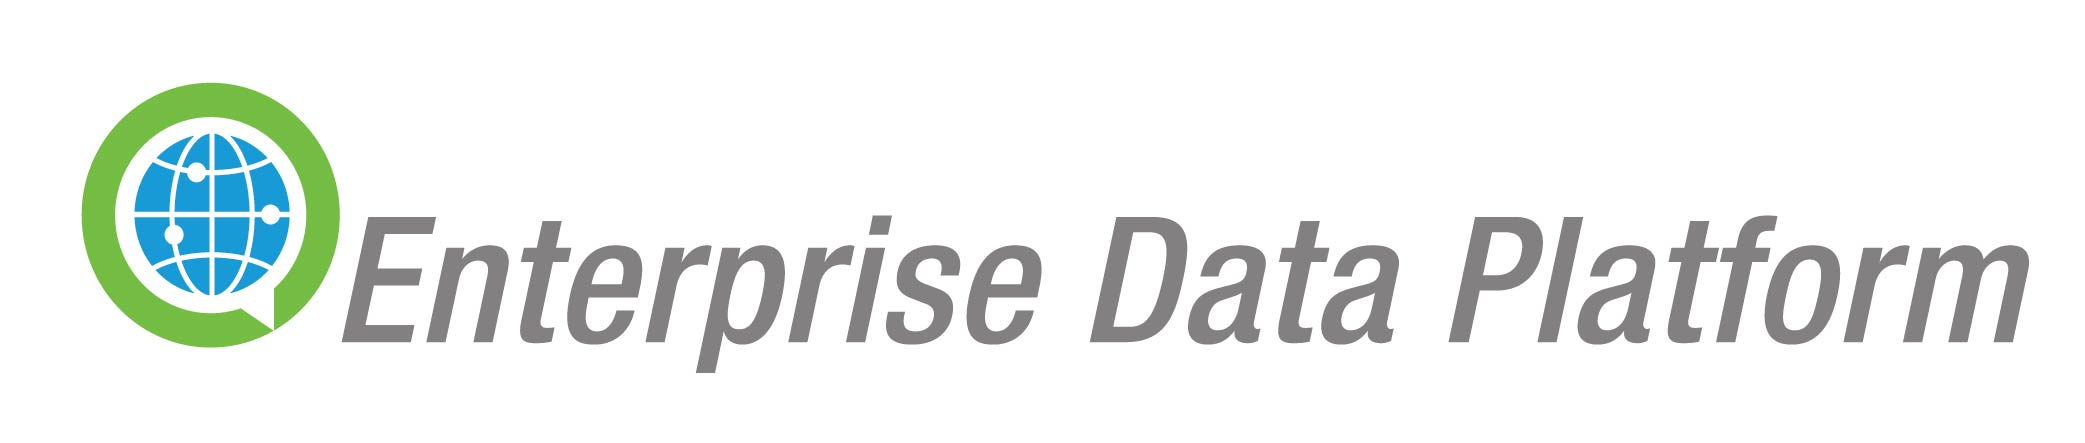 Enterprise Data Platform